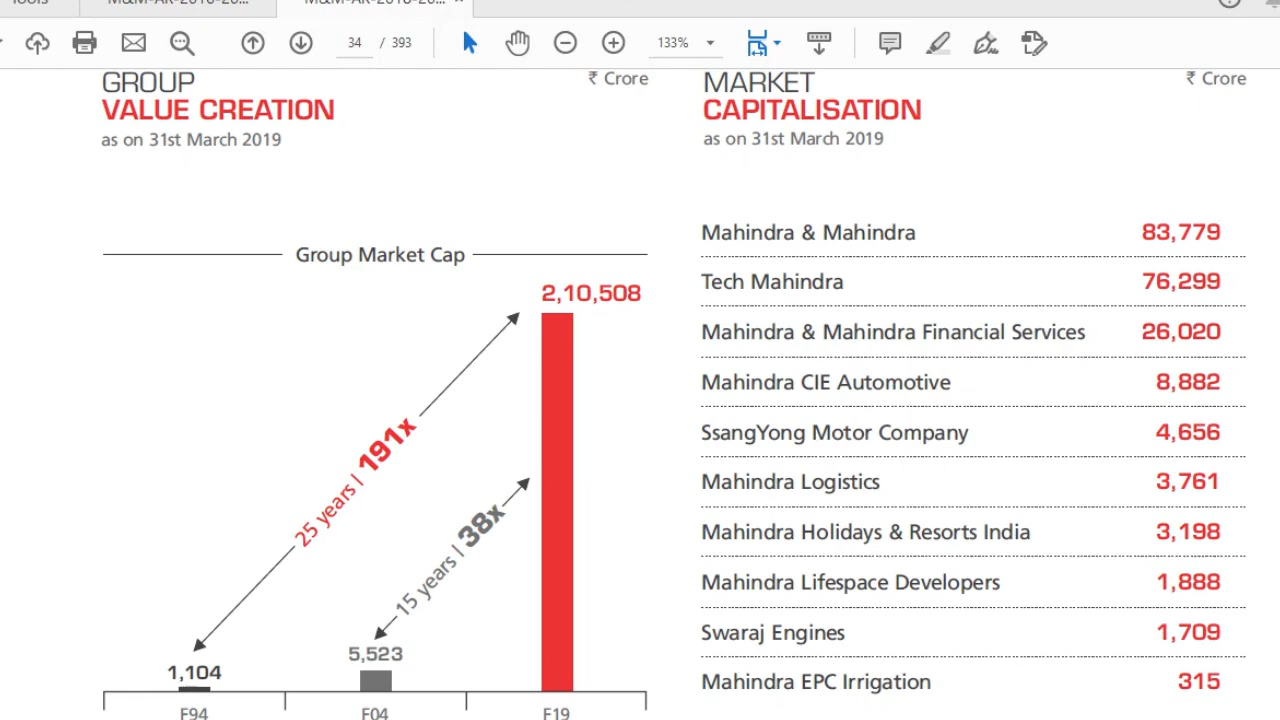 34 / 393
133%
GROUP
VALUE CREATION
as on 31st March 2019
₹ Crore
Group Market Cap
2,10,508
25 years | 191x
15 years | 38x
5,523
1,104
F94
F04
F19
MARKET
CAPITALISATION
as on 31st March 2019
₹ Crore
Mahindra & Mahindra 83,779
Tech Mahindra 76,299
Mahindra & Mahindra Financial Services 26,020
Mahindra CIE Automotive 8,882
SsangYong Motor Company 4,656
Mahindra Logistics 3,761
Mahindra Holidays & Resorts India 3,198
Mahindra Lifespace Developers 1,888
Swaraj Engines 1,709
Mahindra EPC Irrigation 315